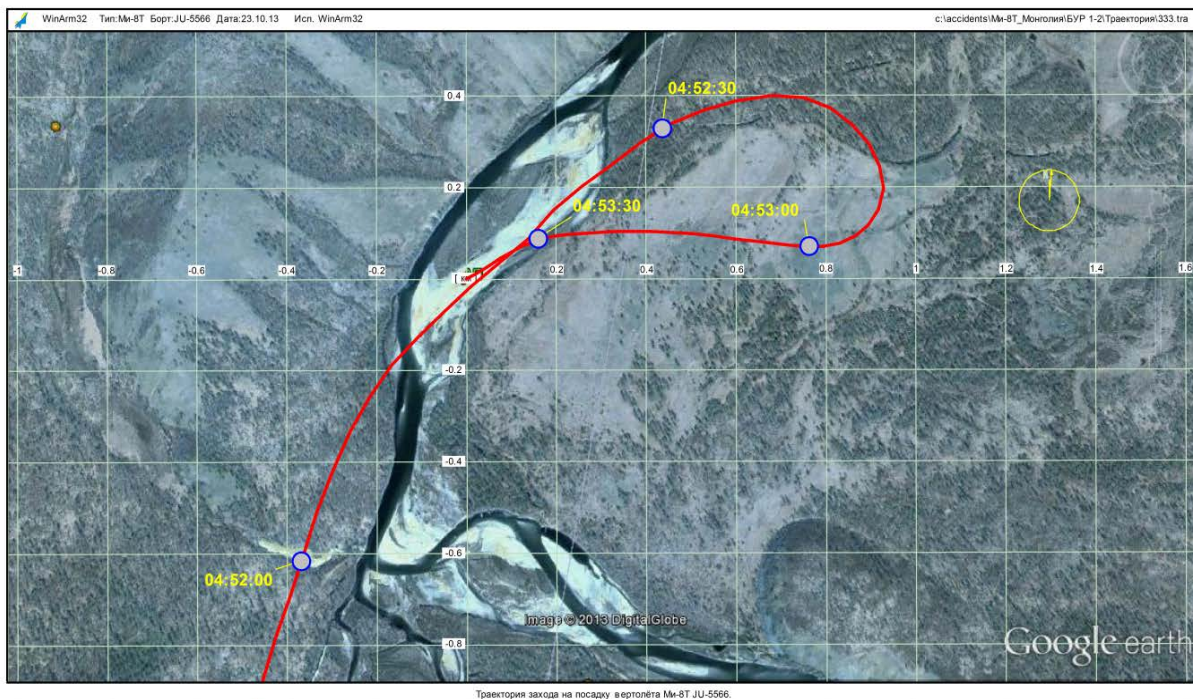 WinArm32 Тип:Ми-8Т Борт:JU-5566 Дата:23.10.13 Исп. WinArm32 c:\accidents\Ми-8Т_Монголия\БУР 1-2\Траектория\333.tra
04:52:30
0.4
0.2
04:53:30
04:53:00
-1 -0.8 -0.6 -0.4 -0.2 0.2 0.4 0.6 0.8 1 1.2 1.4 1.6
-0.2
-0.4
-0.6
04:52:00
Image © 2013 DigitalGlobe
-0.8
Google earth
Траектория захода на посадку вертолёта Ми-8Т JU-5566.